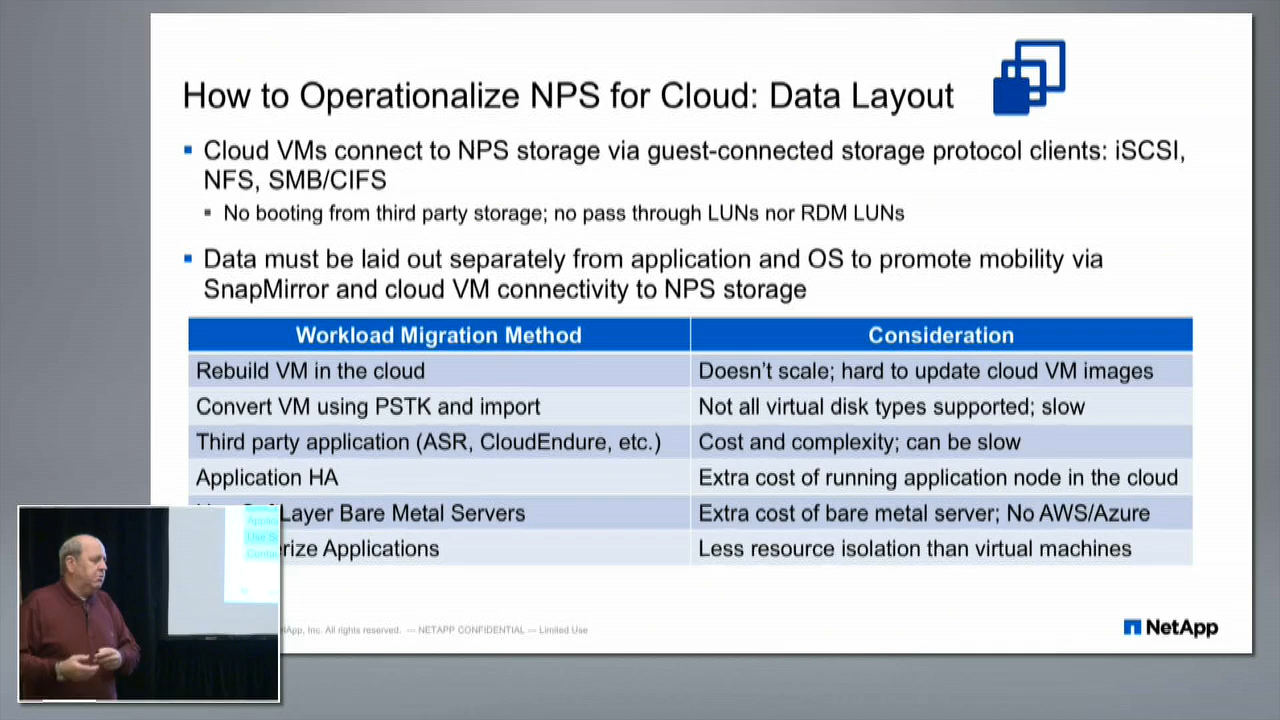 How to Operationalize NPS for Cloud: Data Layout
Cloud VMs connect to NPS storage via guest-connected storage protocol clients: iSCSI,
NFS, SMB/CIFS
No booting from third party storage; no pass through LUNs nor RDM LUNs
Data must be laid out separately from application and OS to promote mobility via
SnapMirror and cloud VM connectivity to NPS storage
Workload Migration Method Consideration
Rebuild VM in the cloud Doesn't scale; hard to update cloud VM images
Convert VM using PSTK and import Not all virtual disk types supported; slow
Third party application (ASR, CloudEndure, etc.) Cost and complexity; can be slow
Application HA Extra cost of running application node in the cloud
Layer Bare Metal Servers Extra cost of bare metal server; No AWS/Azure
rize Applications Less resource isolation than virtual machines
App, Inc. All rights reserved. --- NETAPP CONFIDENTIAL --- Limited Use
NetApp